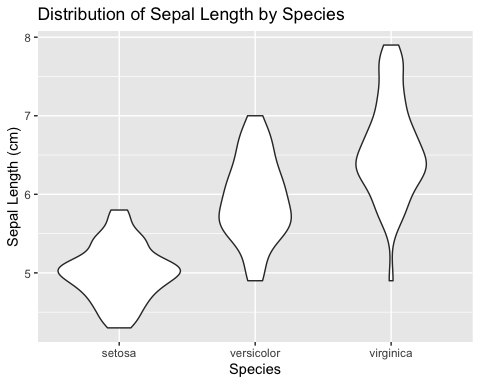 Distribution of Sepal Length by Species
8
7
6
5
Sepal Length (cm)
setosa versicolor virginica
Species